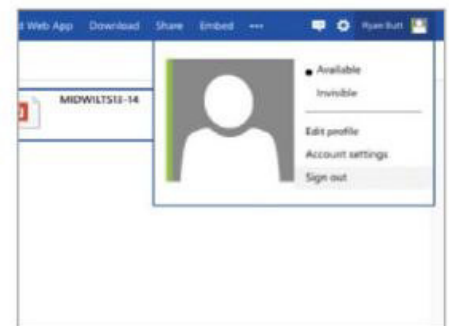 d Web App Download Share Embed ••• Ryan Butt
MIDWILTS13-14
Available
Invisible
Edit profile
Account settings
Sign out